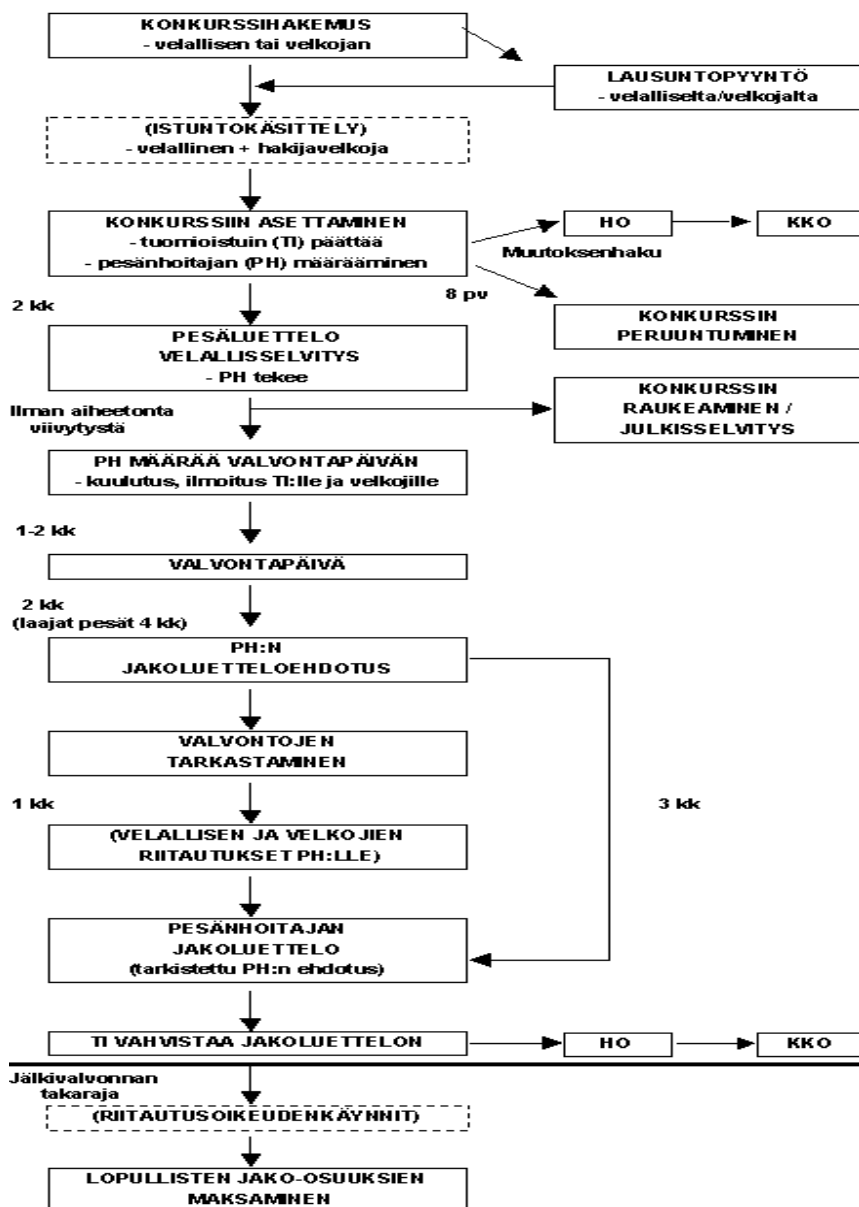 KONKURSSIHAKEMUS
- velallisen tai velkojan
LAUSUNTOPYYNTÖ
- velalliselta/velkojalta
(ISTUNTOKÄSITTELY)
- velallinen + hakijavelkoja
KONKURSSIIN ASETTAMINEN
- tuomioistuin (TI) päättää
- pesänhoitajan (PH) määrääminen
HO
KKO
Muutoksenhaku
8 pv
2 kk
KONKURSSIN
PERUUNTUMINEN
PESÄLUETTELO
VELALLISSELVITYS
- PH tekee
KONKURSSIN
RAUKEAMINEN /
JULKISSELVITYS
Ilman aiheetonta
viivytystä
PH MÄÄRÄÄ VALVONTAPÄIVÄN
- kuulutus, ilmoitus TI:lle ja velkojille
1-2 kk
VALVONTAPÄIVÄ
2 kk
(laajat pesät 4 kk)
PH:N
JAKOLUETTELOEHDOTUS
VALVONTOJEN
TARKASTAMINEN
1 kk
3 kk
(VELALLISEN JA VELKOJIEN
RIITAUTUKSET PH:LLE)
PESÄNHOITAJAN
JAKOLUETTELO
(tarkistettu PH:n ehdotus)
TI VAHVISTAA JAKOLUETTELON
HO
KKO
Jälkivalvonnan
takaraja
(RIITAUTUSOIKEUDENKÄYNNIT)
LOPULLISTEN JAKO-OSUUKSIEN
MAKSAMINEN